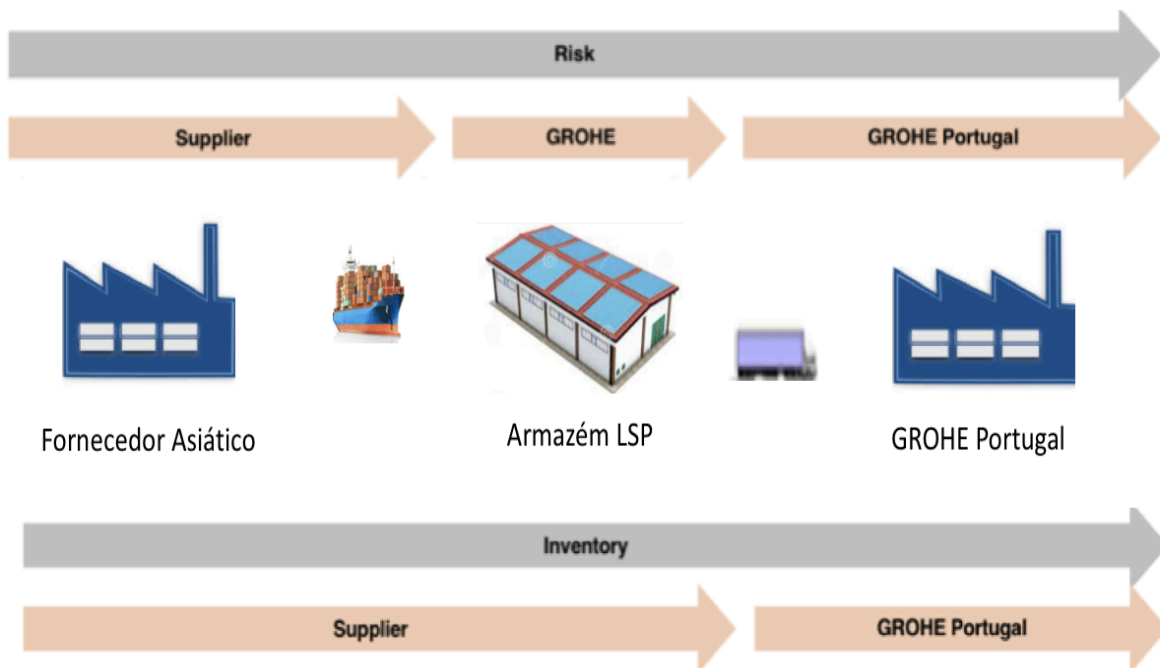 Risk
Supplier
GROHE
GROHE Portugal
Fornecedor Asiático
Armazém LSP
GROHE Portugal
Inventory
Supplier
GROHE Portugal